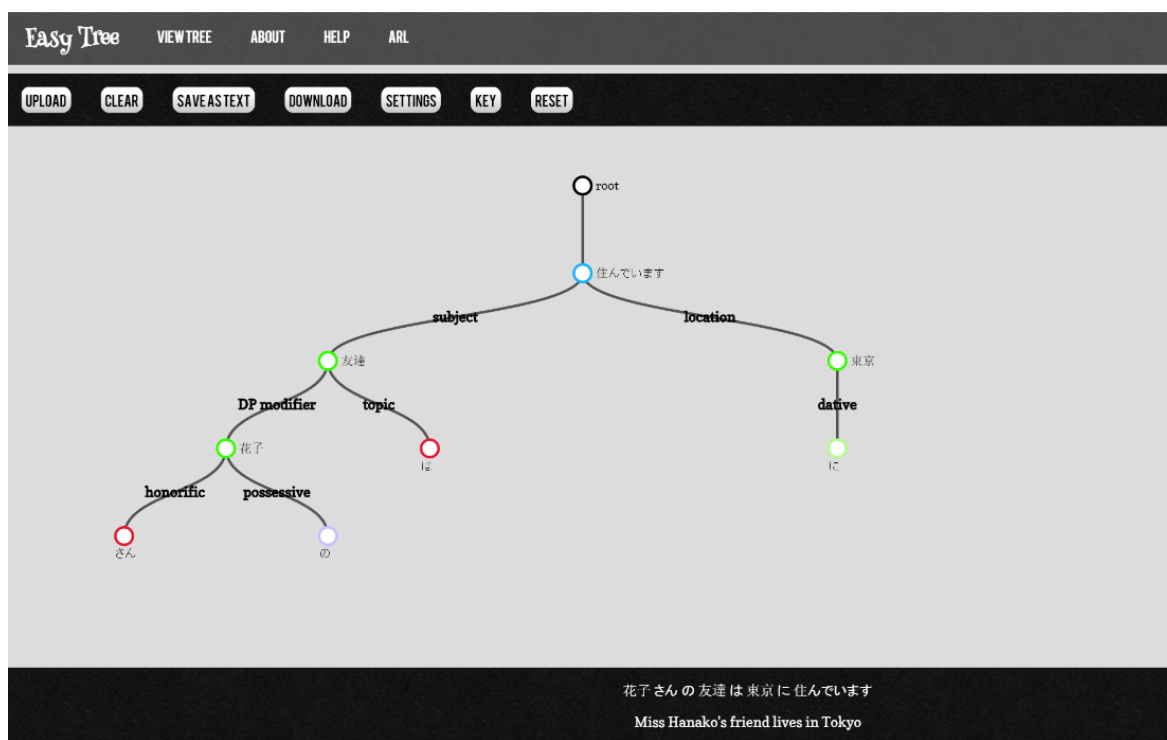 Easy Tree VIEW TREE ABOUT HELP ARL
UPLOAD CLEAR SAVE AS TEXT DOWNLOAD SETTINGS KEY RESET
root
住んでいます
subject location
友達 東京
DP modifier topic dative
花子 は に
honorific possessive
さん の
花子 さん の 友達 は 東京 に 住んでいます
Miss Hanako's friend lives in Tokyo